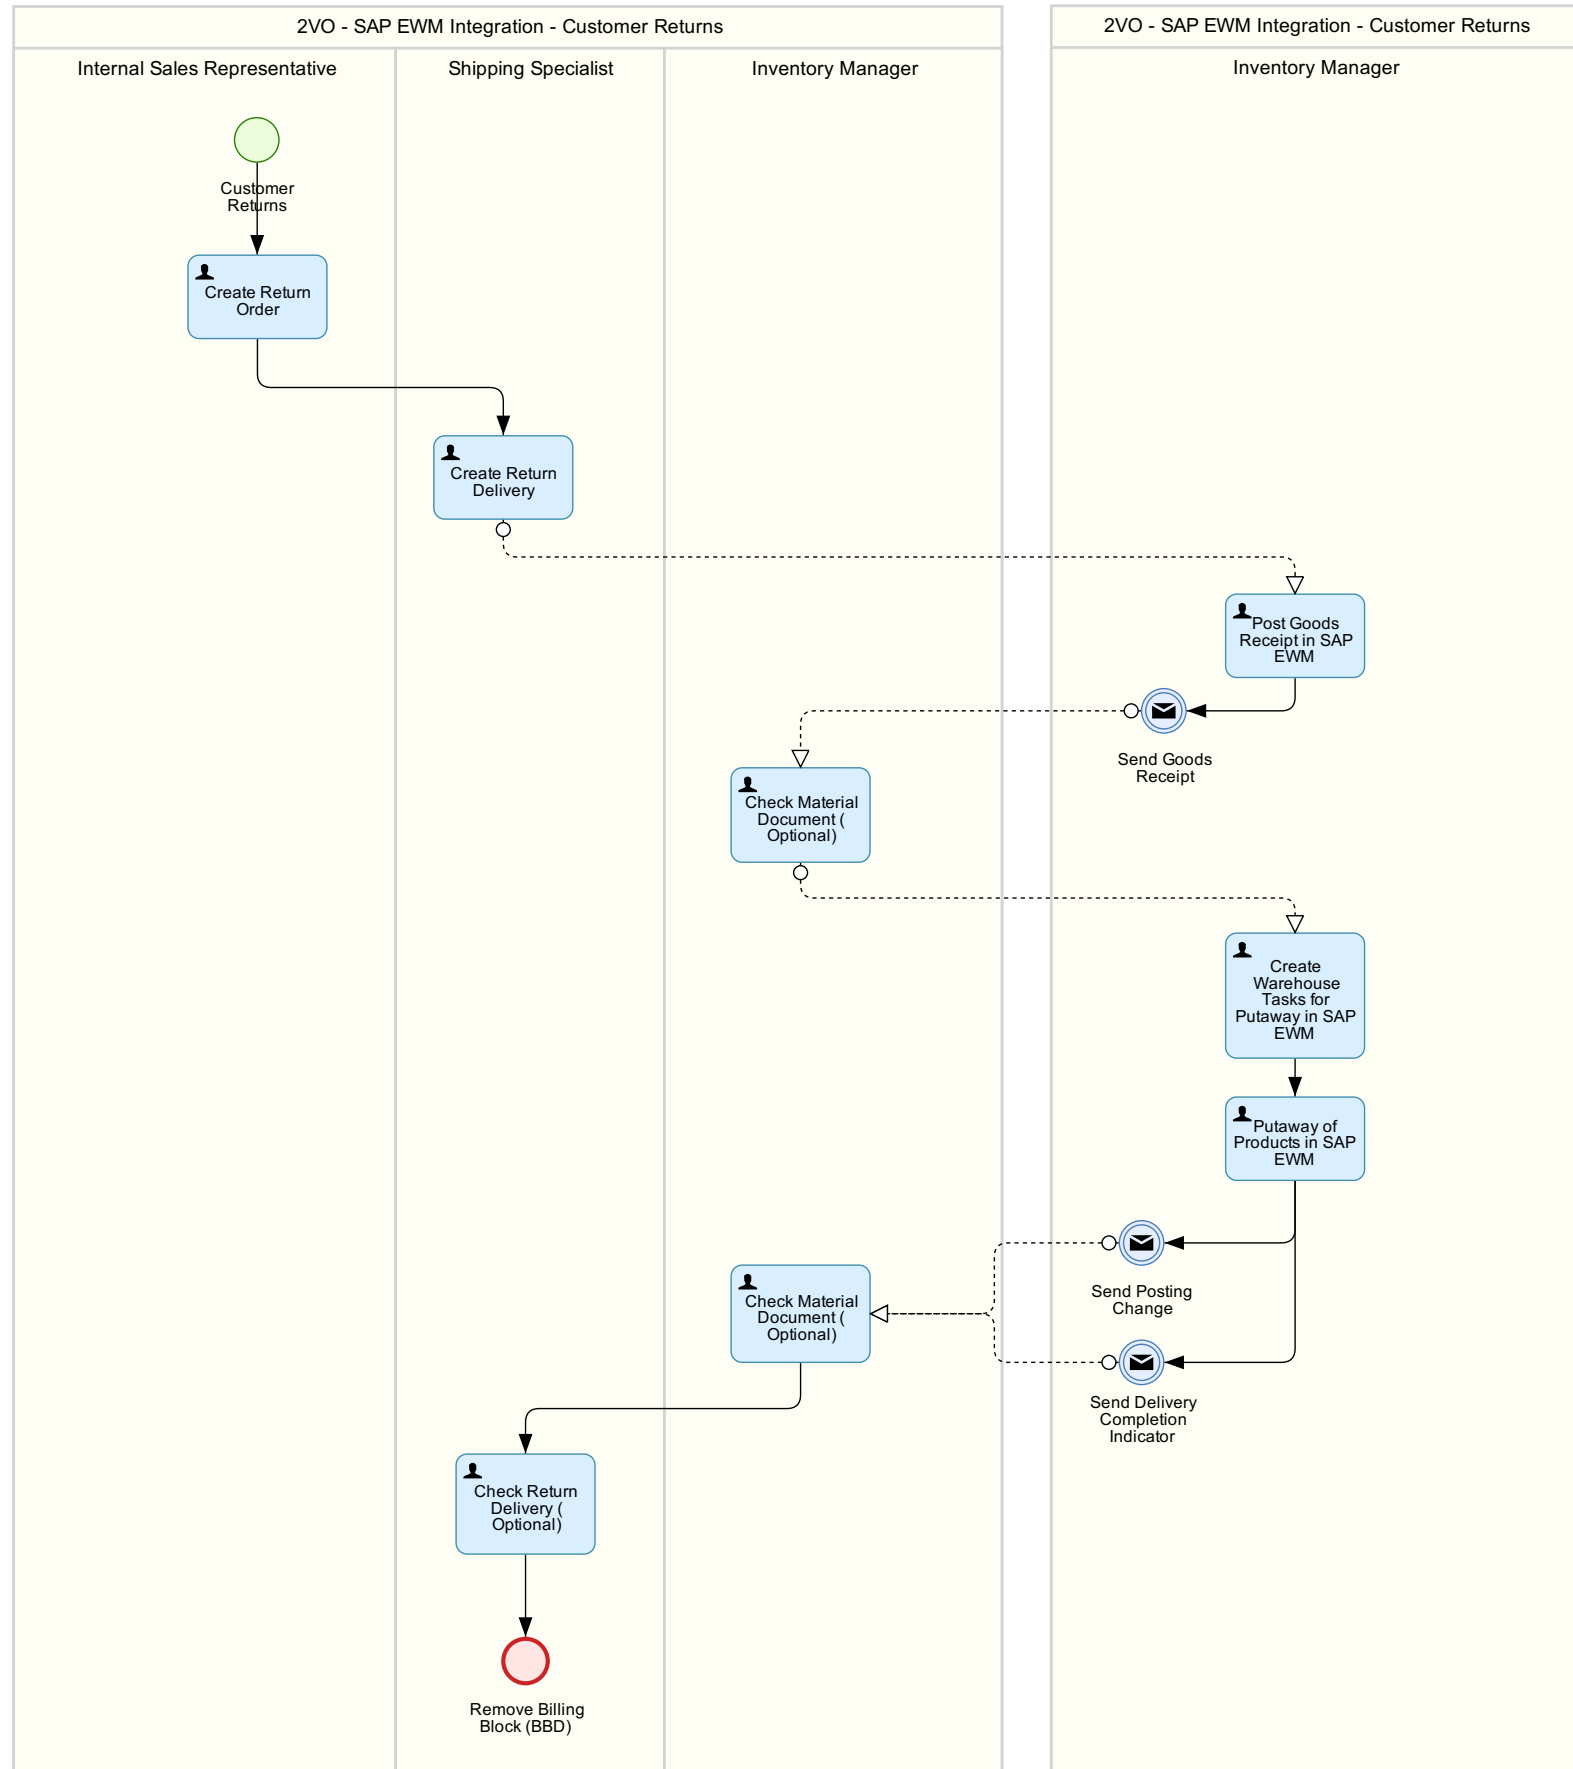 2VO - SAP EWM Integration - Customer Returns
2VO - SAP EWM Integration - Customer Returns
Internal Sales Representative
Shipping Specialist
Inventory Manager
Inventory Manager
Customer
Returns
Create Return
Order
Create Return
Delivery
Post Goods
Receipt in SAP
EWM
Send Goods
Receipt
Check Material
Document (
Optional)
Create
Warehouse
Tasks for
Putaway in SAP
EWM
Putaway of
Products in SAP
EWM
Send Posting
Change
Check Material
Document (
Optional)
Send Delivery
Completion
Indicator
Check Return
Delivery (
Optional)
Remove Billing
Block (BBD)